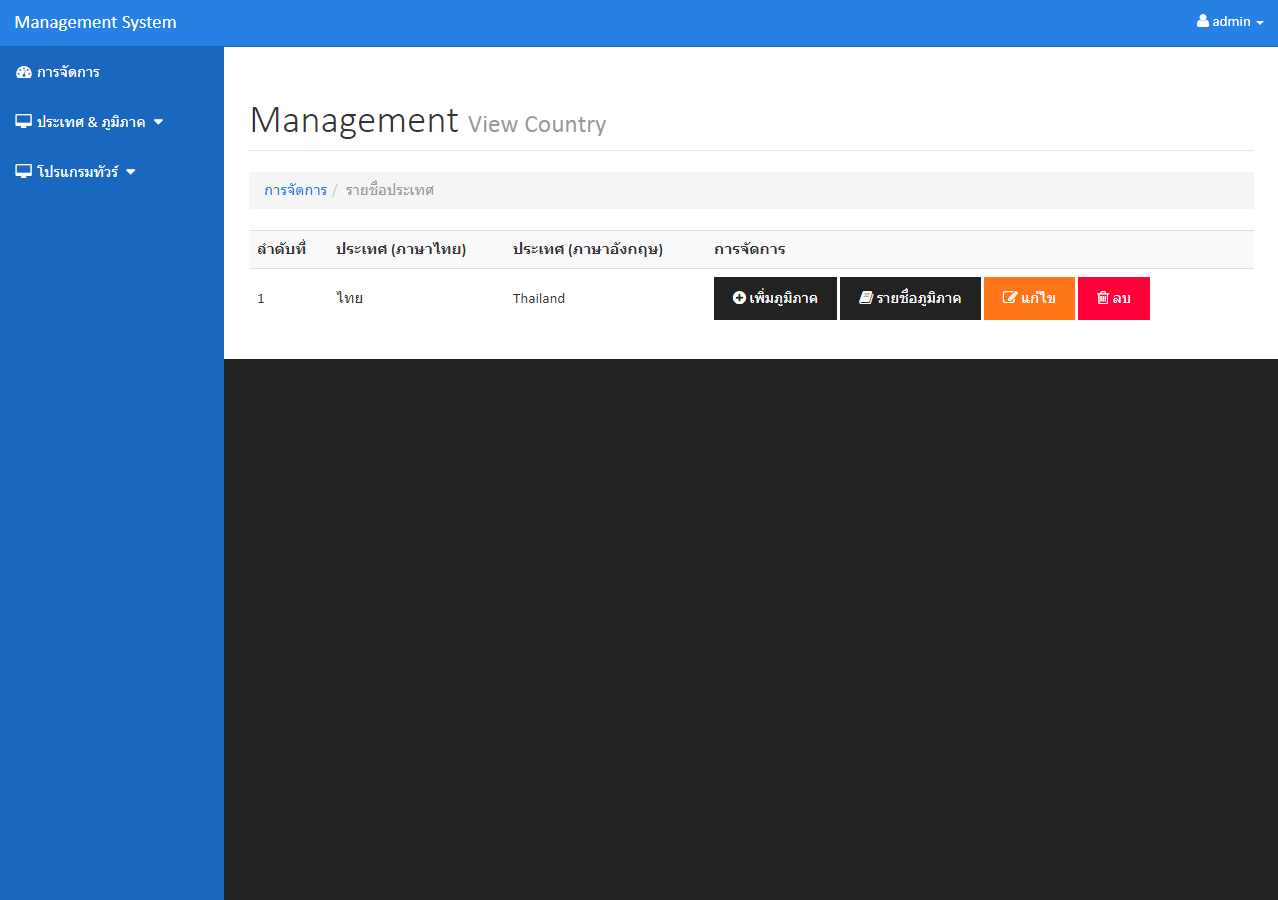 Management System
admin
การจัดการ
ประเทศ & ภูมิภาค
โปรแกรมทัวร์
Management View Country
การจัดการ / รายชื่อประเทศ
ลำดับที่ ประเทศ (ภาษาไทย) ประเทศ (ภาษาอังกฤษ) การจัดการ
1 ไทย Thailand เพิ่มภูมิภาค รายชื่อภูมิภาค แก้ไข ลบ